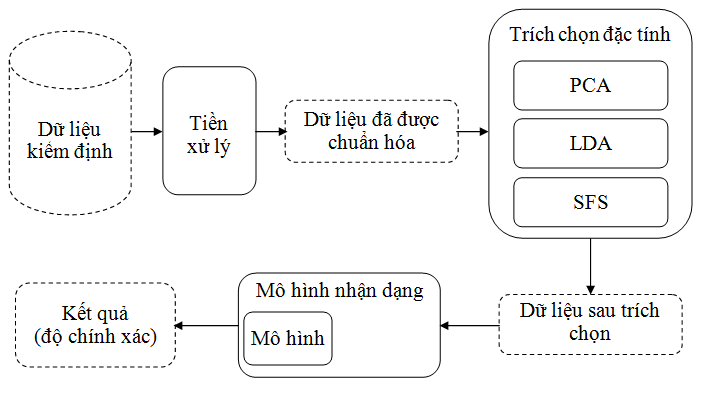 Dữ liệu
kiểm định
Tiền
xử lý
Dữ liệu đã được
chuẩn hóa
Trích chọn đặc tính
PCA
LDA
SFS
Dữ liệu sau trích
chọn
Mô hình nhận dạng
Mô hình
Kết quả
(độ chính xác)